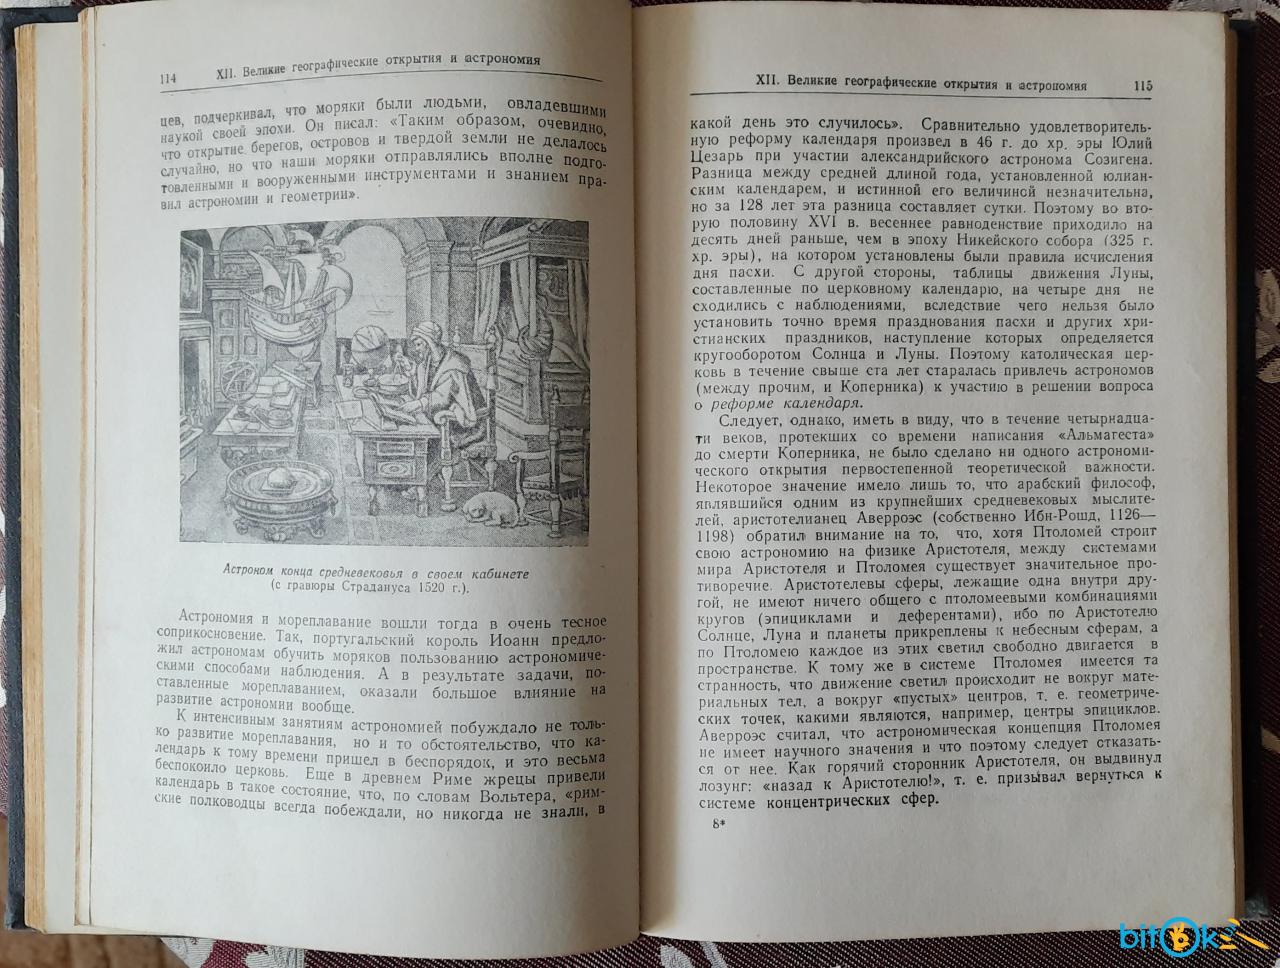 114 XII. Великие географические открытия и астрономия
цев, подчеркивал, что моряки были людьми, овладевшими
наукой своей эпохи. Он писал: «Таким образом, очевидно,
что открытие берегов, островов и твердой земли не делалось
случайно, но что наши моряки отправлялись вполне подго-
товленными и вооруженными инструментами и знанием пра-
вил астрономии и геометрии».
Астроном конца средневековья в своем кабинете
(с гравюры Страдануса 1520 г.).
Астрономия и мореплавание вошли тогда в очень тесное
соприкосновение. Так, португальский король Иоанн предло-
жил астрономам обучить моряков пользованию астрономиче-
скими способами наблюдения. А в результате задачи, по-
ставленные мореплаванием, оказали большое влияние на
развитие астрономии вообще.
К интенсивным занятиям астрономией побуждало не толь-
ко развитие мореплавания, но и то обстоятельство, что ка-
лендарь к тому времени пришел в беспорядок, и это весьма
беспокоило церковь. Еще в древнем Риме жрецы привели
календарь в такое состояние, что, по словам Вольтера, «рим-
ские полководцы всегда побеждали, но никогда не знали, в
XII. Великие географические открытия и астрономия 115
какой день это случилось». Сравнительно удовлетворитель-
ную реформу календаря произвел в 46 г. до хр. эры Юлий
Цезарь при участии александрийского астронома Созигена.
Разница между средней длиной года, установленной юлиан-
ским календарем, и истинной его величиной незначительна,
но за 128 лет эта разница составляет сутки. Поэтому во вто-
рую половину XVI в. весеннее равноденствие приходило на
десять дней раньше, чем в эпоху Никейского собора (325 г.
хр. эры), на котором установлены были правила исчисления
дня пасхи. С другой стороны, таблицы движения Луны,
составленные по церковному календарю, на четыре дня не
сходились с наблюдениями, вследствие чего нельзя было
установить точно время празднования пасхи и других хри-
стианских праздников, наступление которых определяется
кругооборотом Солнца и Луны. Поэтому католическая цер-
ковь в течение свыше ста лет старалась привлечь астрономов
(между прочим, и Коперника) к участию в решении вопроса
о реформе календаря.
Следует, однако, иметь в виду, что в течение четырнадца-
ти веков, протекших со времени написания «Альмагеста»
до смерти Коперника, не было сделано ни одного астрономи-
ческого открытия первостепенной теоретической важности.
Некоторое значение имело лишь то, что арабский философ,
являвшийся одним из крупнейших средневековых мыслите-
лей, аристотелианец Аверроэс (собственно Ибн-Рошд, 1126—
1198) обратил внимание на то, что, хотя Птоломей строит
свою астрономию на физике Аристотеля, между системами
мира Аристотеля и Птоломея существует значительное про-
тиворечие. Аристотелевы сферы, лежащие одна внутри дру-
гой, не имеют ничего общего с птоломеевыми комбинациями
кругов (эпициклами и деферентами), ибо по Аристотелю
Солнце, Луна и планеты прикреплены к небесным сферам, а
по Птоломею каждое из этих светил свободно двигается в
пространстве. К тому же в системе Птоломея имеется та
странность, что движение светил происходит не вокруг мате-
риальных тел, а вокруг «пустых» центров, т. е. геометриче-
ских точек, какими являются, например, центры эпициклов.
Аверроэс считал, что астрономическая концепция Птоломея
не имеет научного значения и что поэтому следует отказать-
ся от нее. Как горячий сторонник Аристотеля, он выдвинул
лозунг: «назад к Аристотелю!», т. е. призывал вернуться к
системе концентрических сфер.
8*
bitok